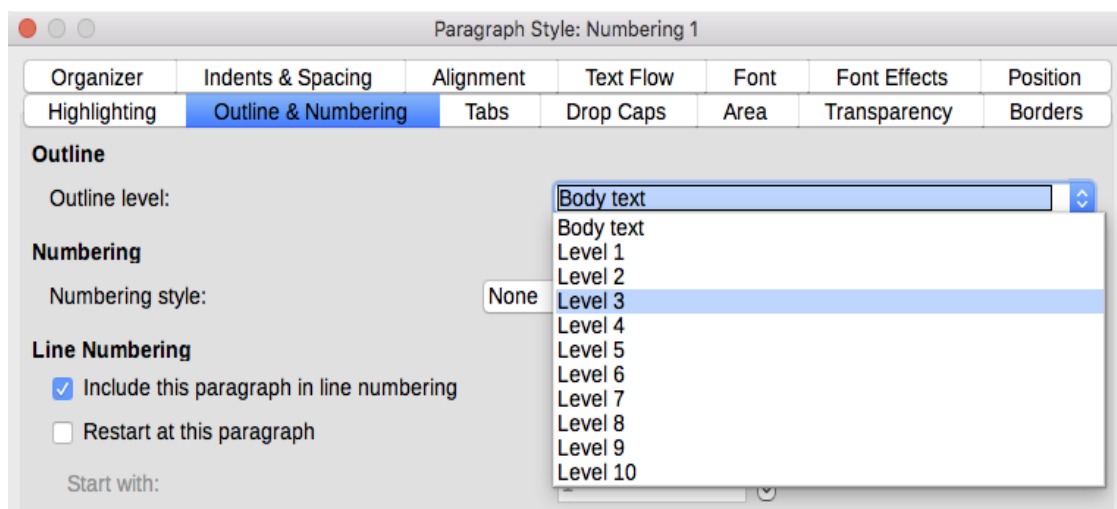 Paragraph Style: Numbering 1
Organizer Indents & Spacing Alignment Text Flow Font Font Effects Position
Highlighting Outline & Numbering Tabs Drop Caps Area Transparency Borders
Outline
Outline level: Body text
Body text
Level 1
Numbering
Level 2
Numbering style: None Level 3
Level 4
Line Numbering
Level 5
Include this paragraph in line numbering Level 6
Level 7
Restart at this paragraph Level 8
Level 9
Level 10
Start with: